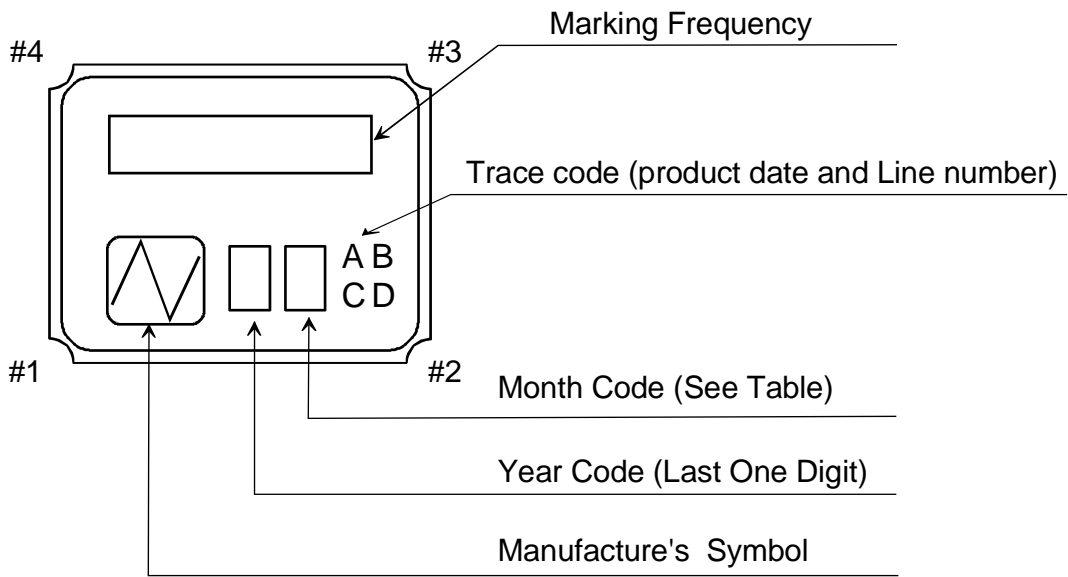 Marking Frequency
#4
#3
Trace code (product date and Line number)
A B
C D
#1
#2
Month Code (See Table)
Year Code (Last One Digit)
Manufacture's Symbol